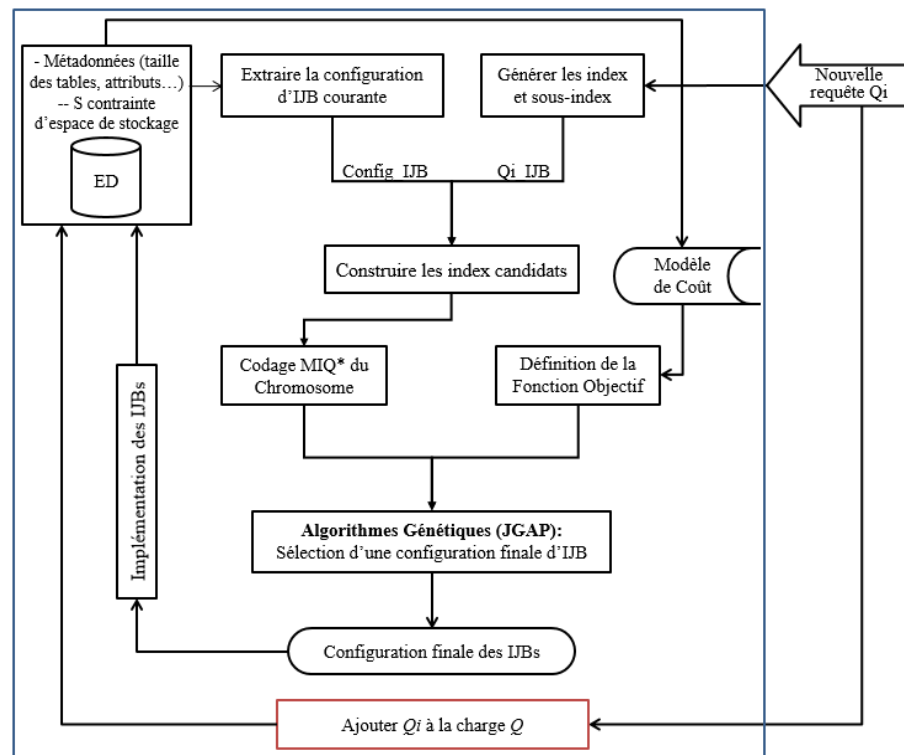 - Métadonnées (taille
des tables, attributs…)
-- S contrainte
d'espace de stockage
ED
Extraire la configuration
d'IJB courante
Générer les index
et sous-index
Nouvelle
requête Qi
Config_IJB
Qi_IJB
Construire les index candidats
Modèle
de Coût
Codage MIQ* du
Chromosome
Définition de la
Fonction Objectif
Implémentation des IJBs
Algorithmes Génétiques (JGAP):
Sélection d'une configuration finale d'IJB
Configuration finale des IJBs
Ajouter Qi à la charge Q